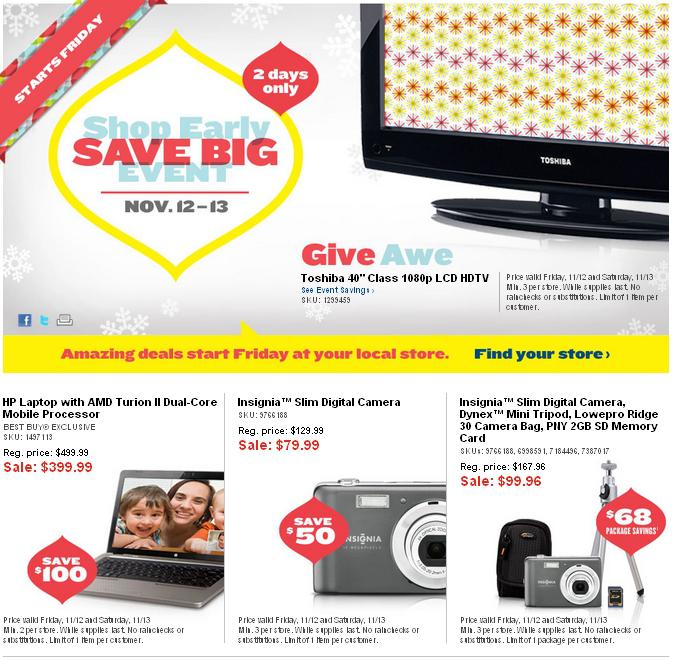 STARTS FRIDAY
2 days
only
Shop Early
SAVE BIG
EVENT
NOV. 12-13
TOSHIBA
Give Awe
Toshiba 40" Class 1080p LCD HDTV
See Event Savings ›
SKU: 1299459
Price valid Friday, 11/12 and Saturday, 11/13
Min. 3 per store. While supplies last. No
rainchecks or substitutions. Limit of 1 item per
customer.
Amazing deals start Friday at your local store. Find your store ›
HP Laptop with AMD Turion II Dual-Core
Mobile Processor
BEST BUY® EXCLUSIVE
SKU: 1497113
Reg. price: $499.99
Sale: $399.99
SAVE
$100
Price valid Friday, 11/12 and Saturday, 11/13
Min. 2 per store. While supplies last. No rainchecks or
substitutions. Limit of 1 item per customer.
Insignia™ Slim Digital Camera
SKU: 9766188
Reg. price: $129.99
Sale: $79.99
SAVE
$50
INSIGNIA
Price valid Friday, 11/12 and Saturday, 11/13
Min. 3 per store. While supplies last. No rainchecks or
substitutions. Limit of 1 item per customer.
Insignia™ Slim Digital Camera,
Dynex™ Mini Tripod, Lowepro Ridge
30 Camera Bag, PNY 2GB SD Memory
Card
SKUs: 9766188, 6998591, 7184496, 7387017
Reg. price: $167.96
Sale: $99.96
$68
PACKAGE SAVINGS!
INSIGNIA
Price valid Friday, 11/12 and Saturday, 11/13
Min. 3 per store. While supplies last. No rainchecks or
substitutions. Limit of 1 package per customer.